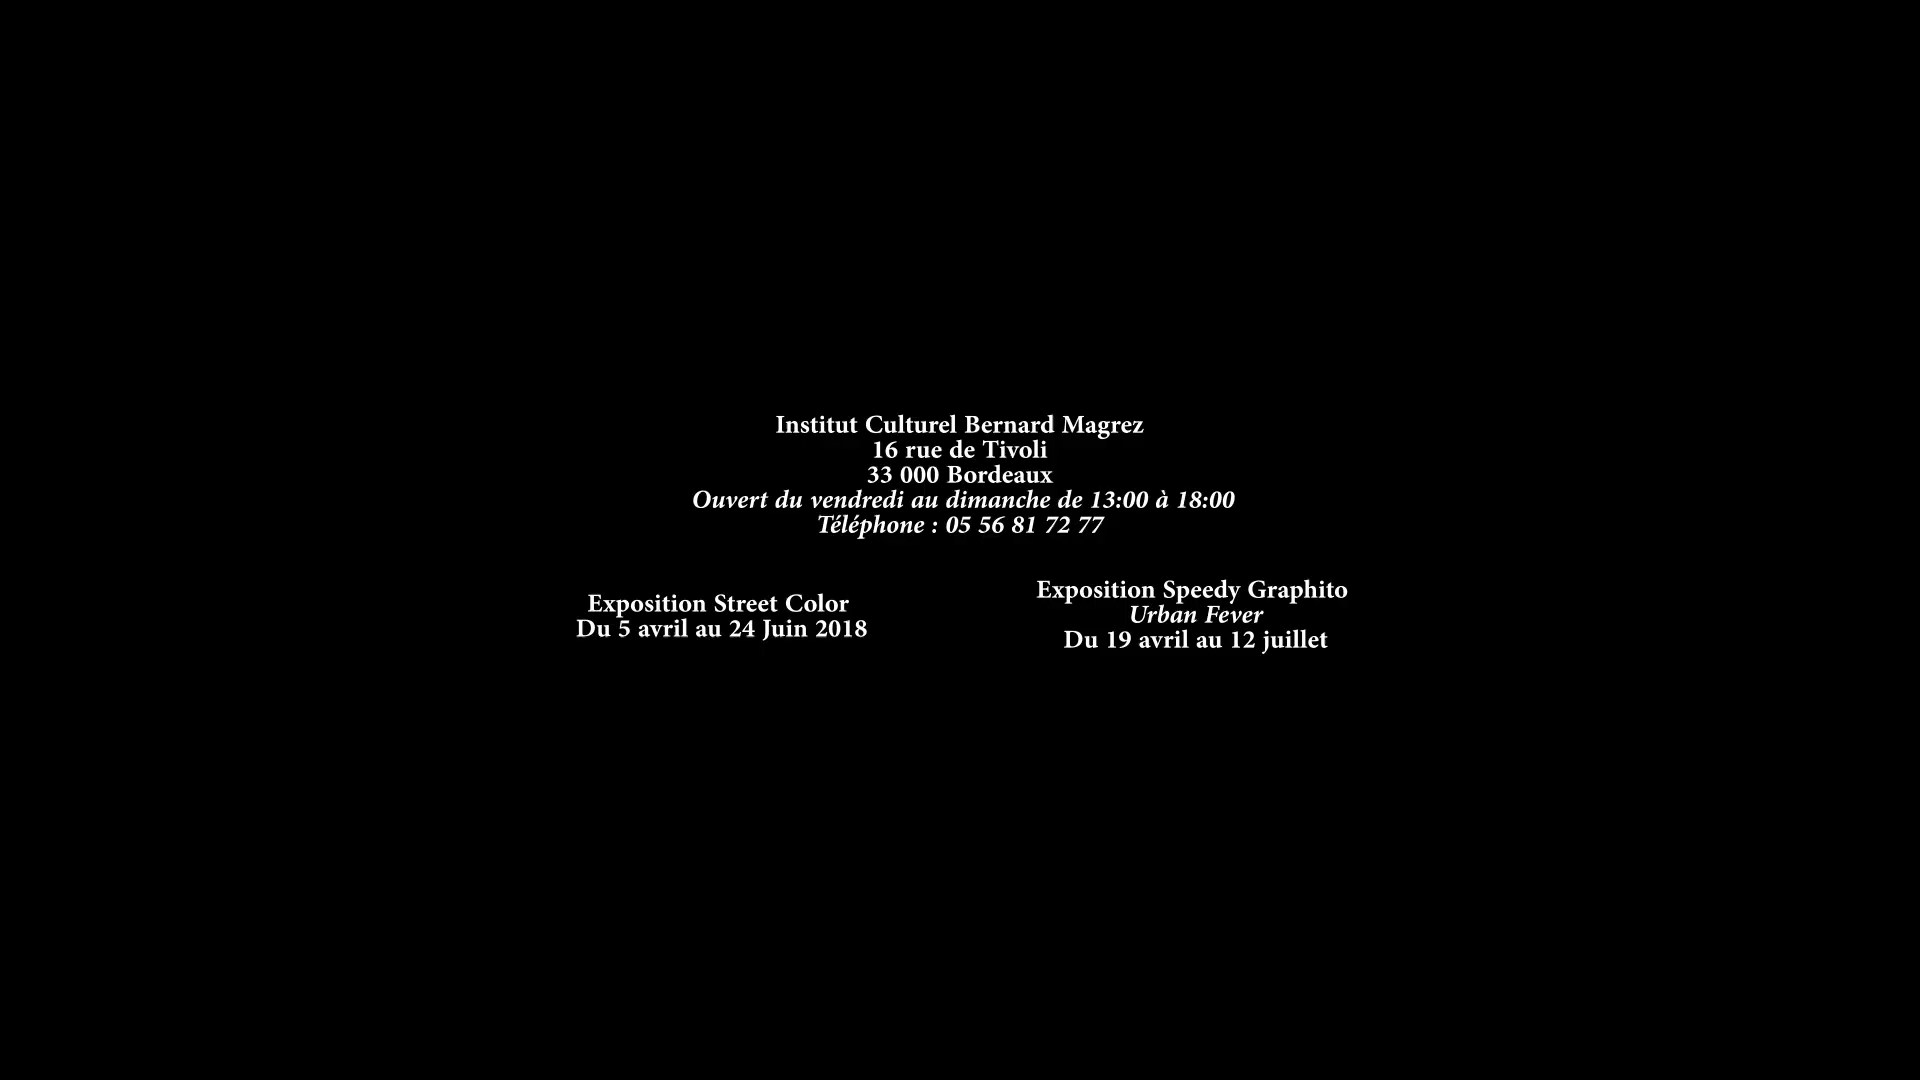 Institut Culturel Bernard Magrez
16 rue de Tivoli
33 000 Bordeaux
Ouvert du vendredi au dimanche de 13:00 à 18:00
Téléphone : 05 56 81 72 77
Exposition Street Color
Du 5 avril au 24 Juin 2018
Exposition Speedy Graphito
Urban Fever
Du 19 avril au 12 juillet